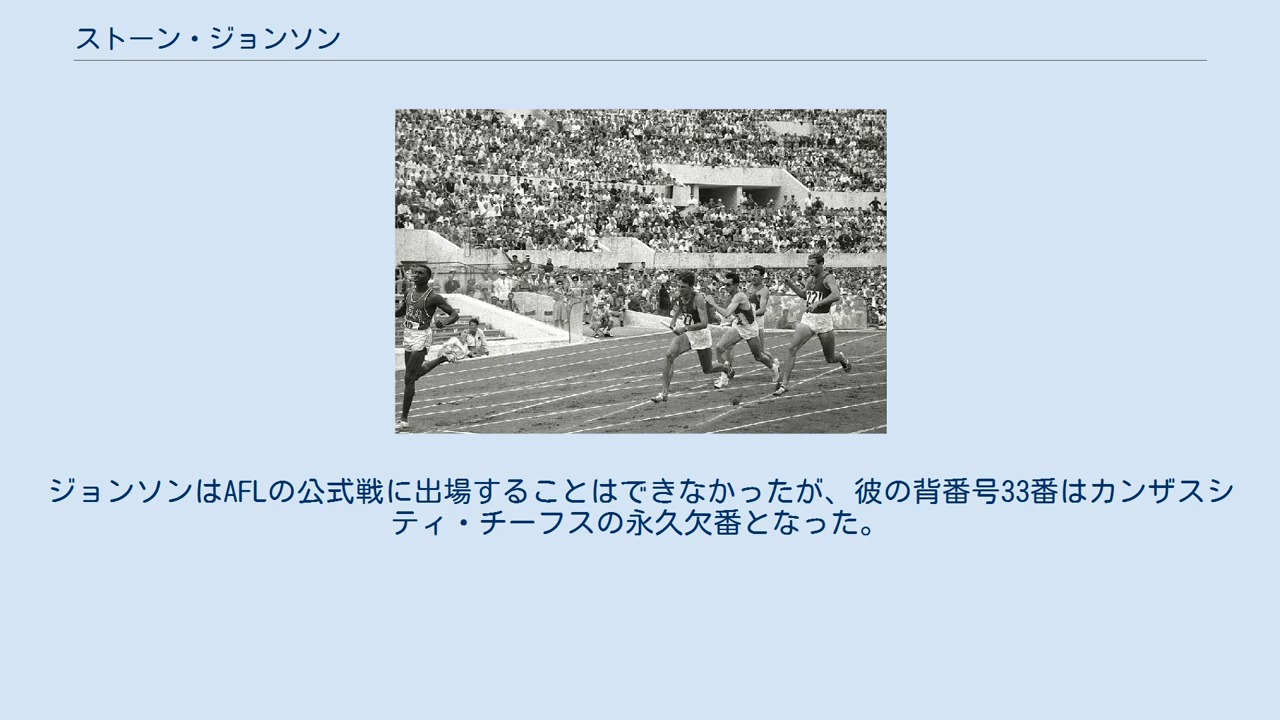 ストーン・ジョンソン
ジョンソンはAFLの公式戦に出場することはできなかったが、彼の背番号33番はカンザスシ
ティ・チーフスの永久欠番となった。